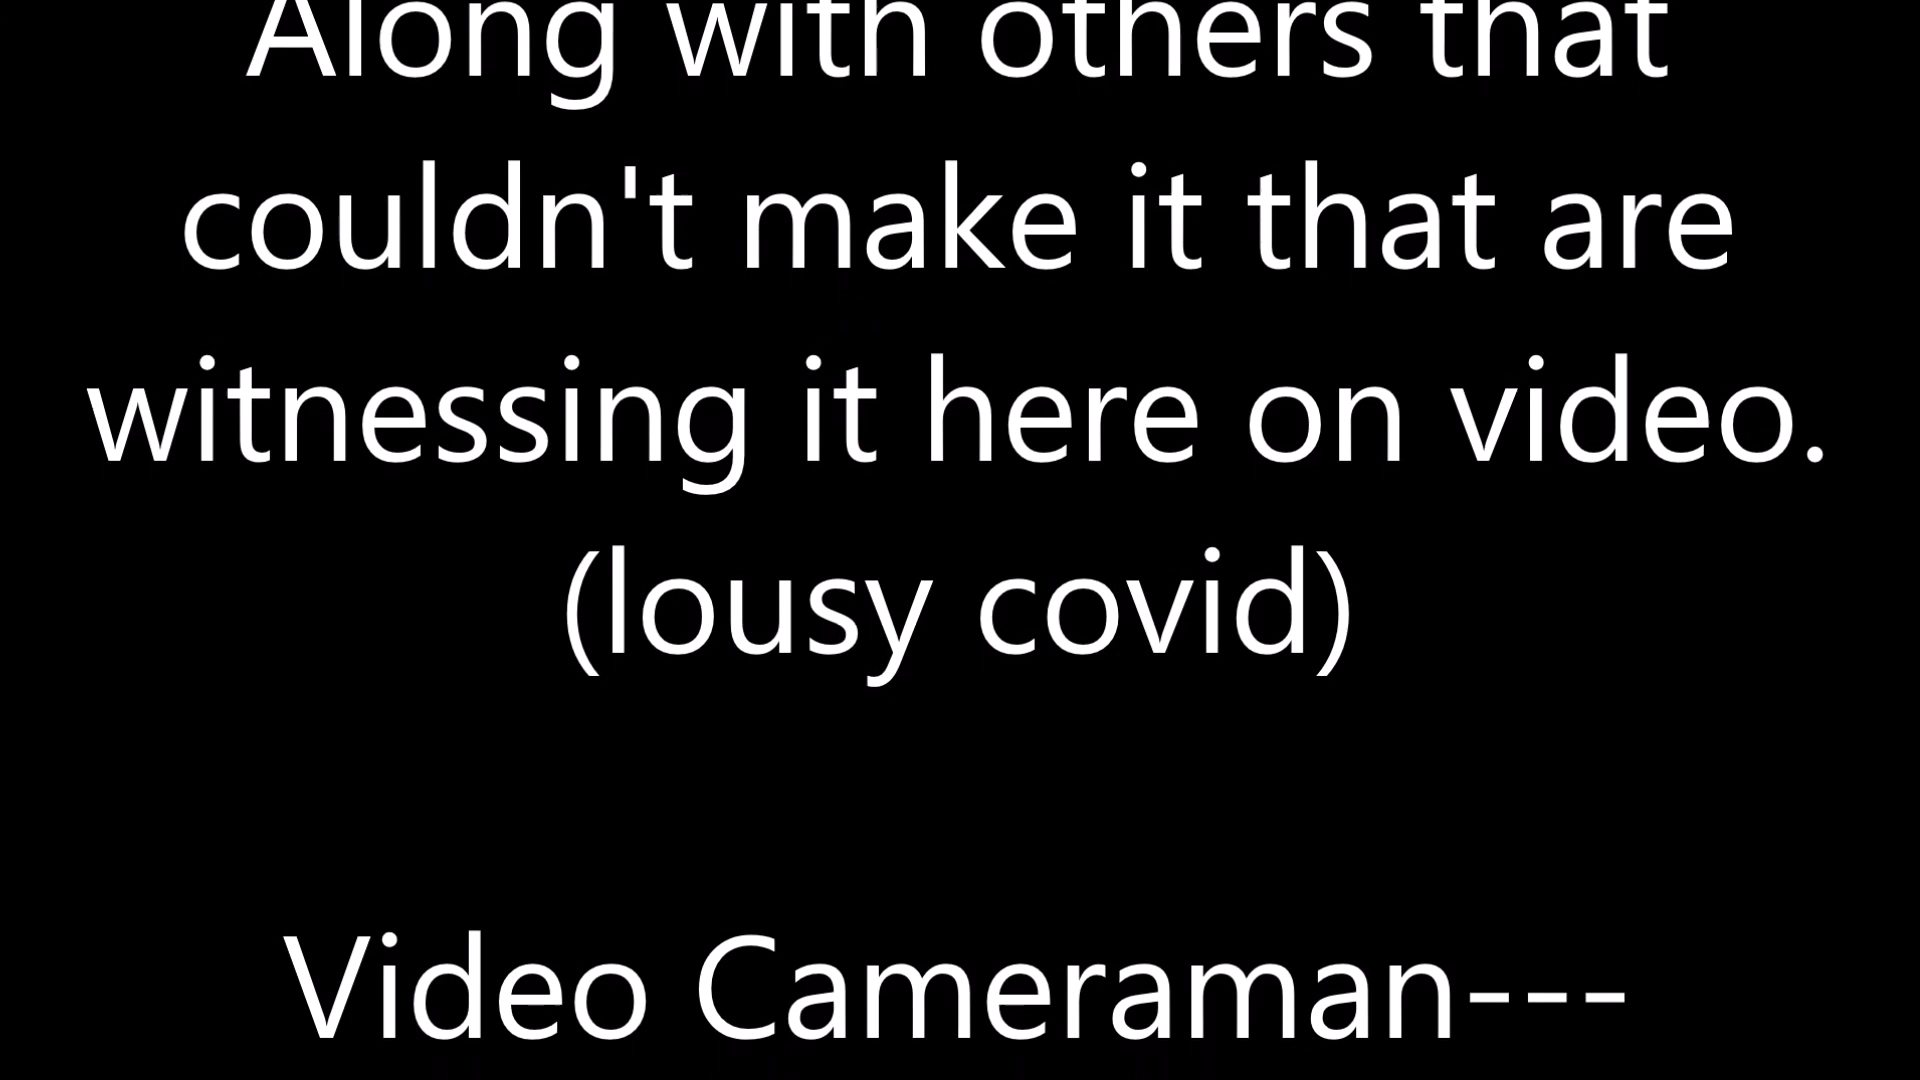 Along with others that
couldn't make it that are
witnessing it here on video.
(lousy covid)
Video Cameraman---